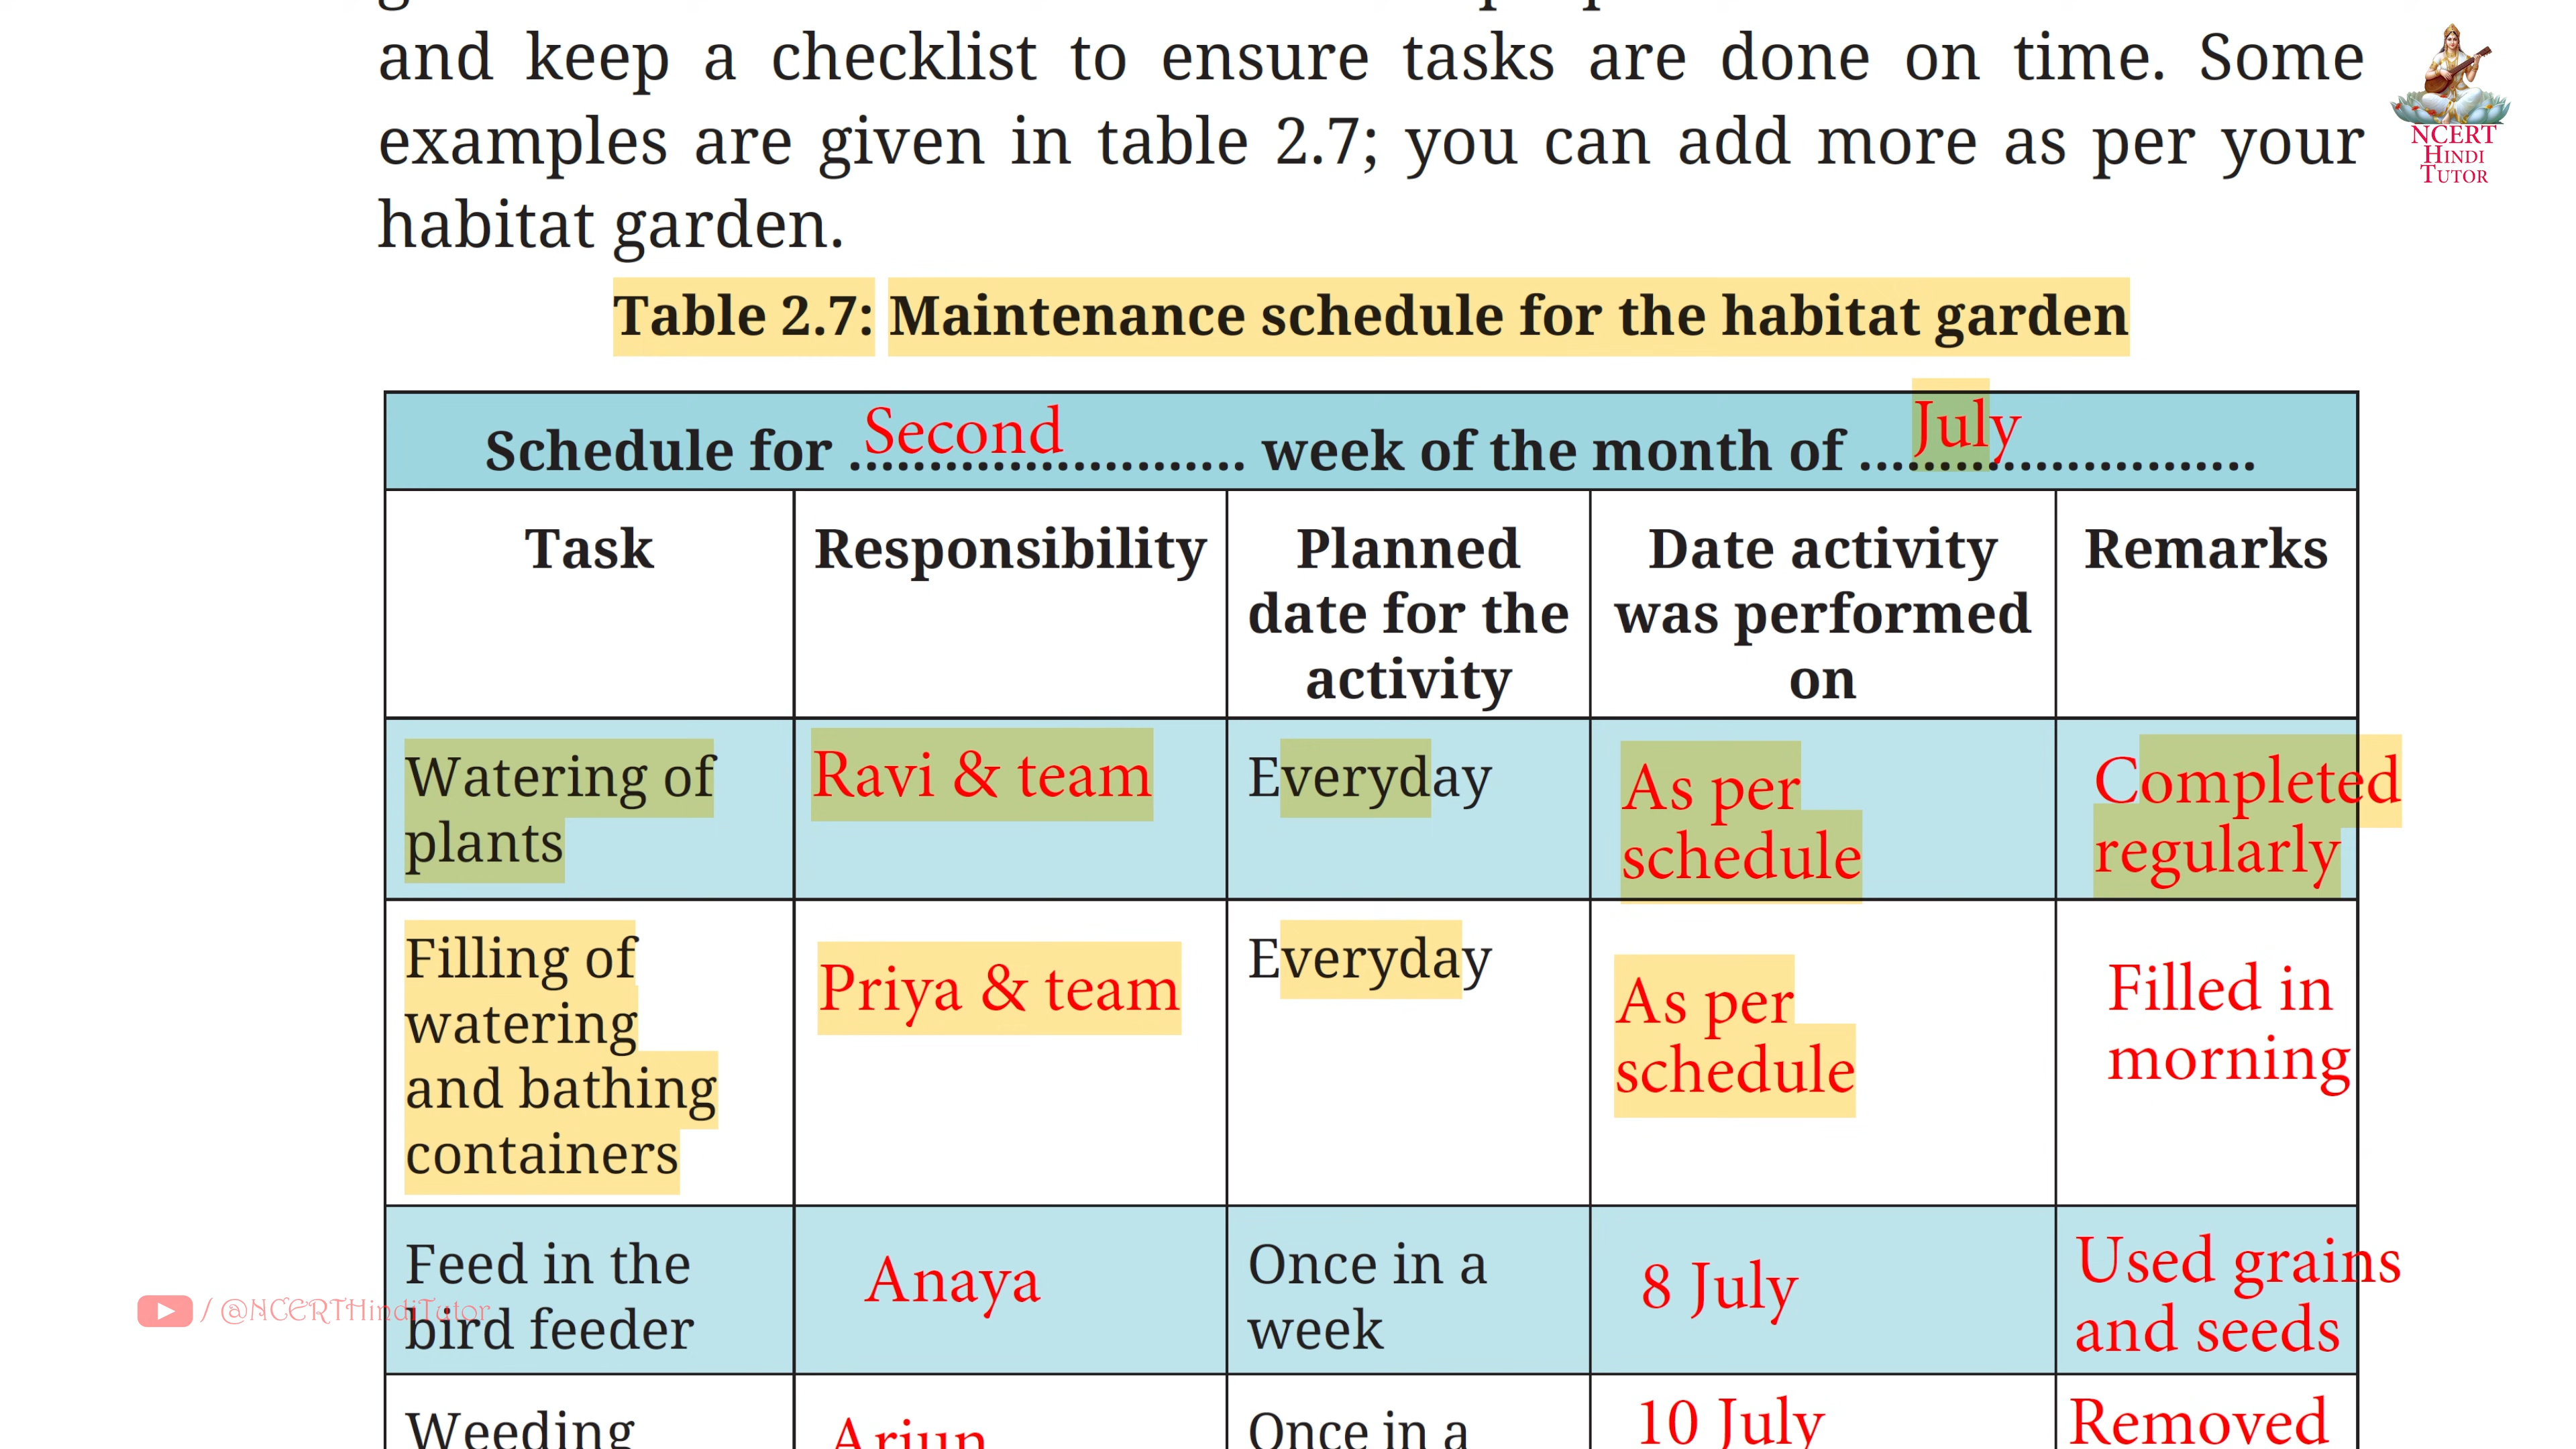 and keep a checklist to ensure tasks are done on time. Some
examples are given in table 2.7; you can add more as per your
habitat garden.
NCERT
HINDI
TUTOR
Table 2.7: Maintenance schedule for the habitat garden
Schedule for Second week of the month of July
Task
Responsibility
Planned
date for the
activity
Date activity
was performed
on
Remarks
Watering of
plants
Ravi & team
Everyday
As per
schedule
Completed
regularly
Filling of
watering
and bathing
containers
Priya & team
Everyday
As per
schedule
Filled in
morning
Feed in the
bird feeder
Anaya
Once in a
week
8 July
Used grains
and seeds
/ @NCERTHindiTutor
Weeding
Arjun
Once in a
10 July
Removed